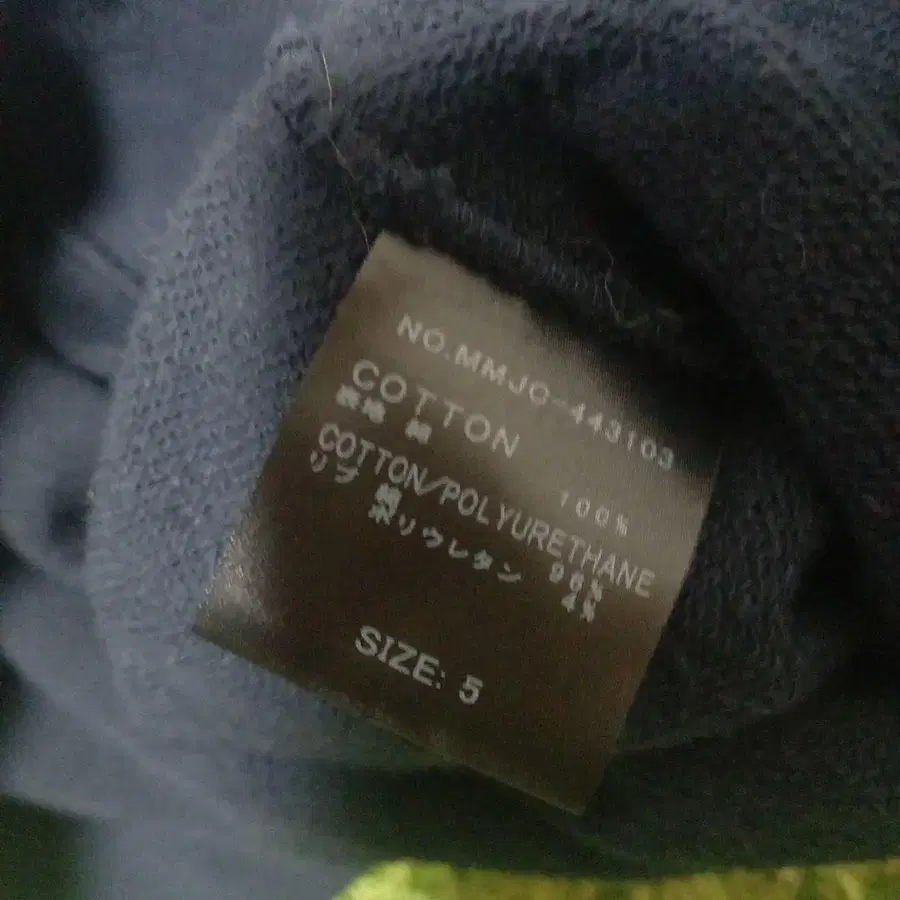 NO.MMJC-443103
COTTON
表地 綿 100%
COTTON/POLYURETHANE
リブ 綿 96%
ポリウレタン 4%
SIZE: 5